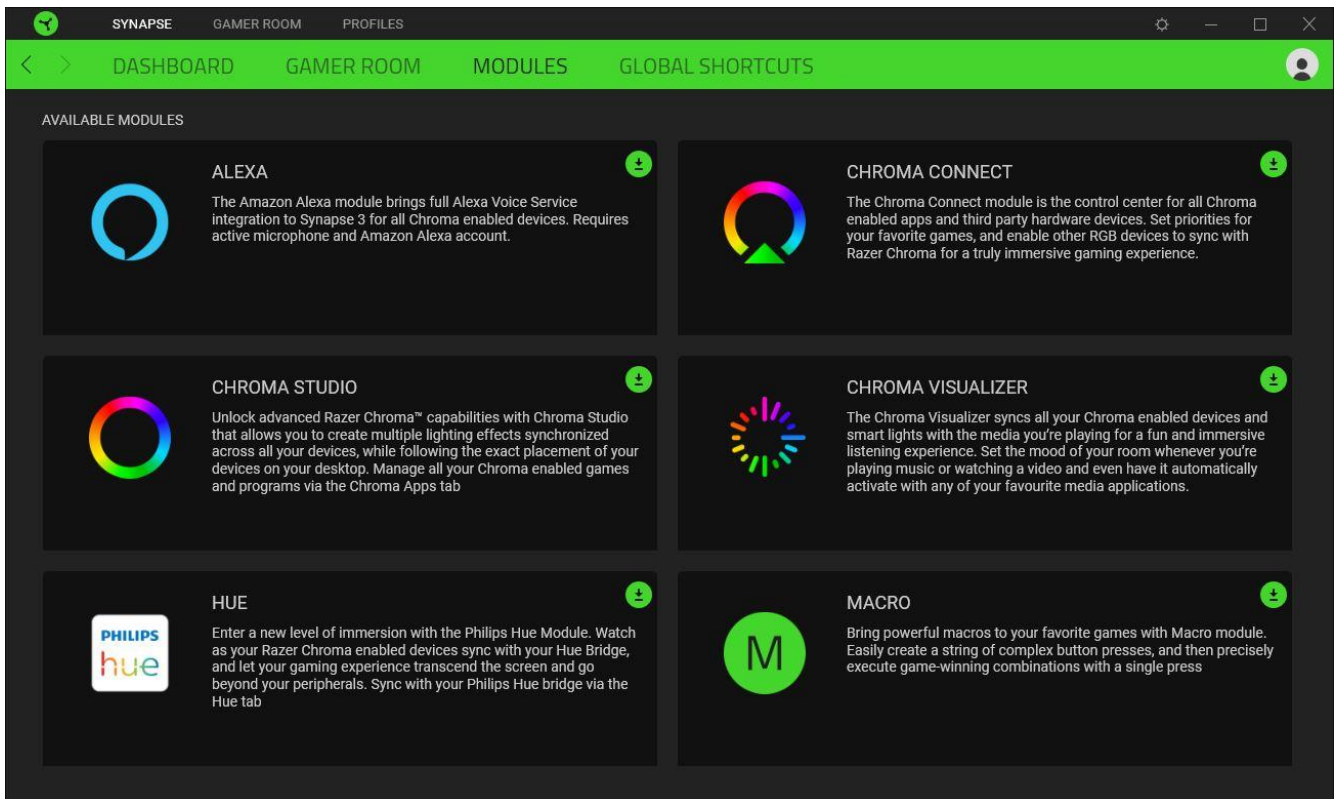 SYNAPSE GAMER ROOM PROFILES
DASHBOARD GAMER ROOM MODULES GLOBAL SHORTCUTS
AVAILABLE MODULES
ALEXA
The Amazon Alexa module brings full Alexa Voice Service
integration to Synapse 3 for all Chroma enabled devices. Requires
active microphone and Amazon Alexa account.
CHROMA CONNECT
The Chroma Connect module is the control center for all Chroma
enabled apps and third party hardware devices. Set priorities for
your favorite games, and enable other RGB devices to sync with
Razer Chroma for a truly immersive gaming experience.
CHROMA STUDIO
Unlock advanced Razer Chroma™ capabilities with Chroma Studio
that allows you to create multiple lighting effects synchronized
across all your devices, while following the exact placement of your
devices on your desktop. Manage all your Chroma enabled games
and programs via the Chroma Apps tab
CHROMA VISUALIZER
The Chroma Visualizer syncs all your Chroma enabled devices and
smart lights with the media you’re playing for a fun and immersive
listening experience. Set the mood of your room whenever you’re
playing music or watching a video and even have it automatically
activate with any of your favourite media applications.
PHILIPS
hue
HUE
Enter a new level of immersion with the Philips Hue Module. Watch
as your Razer Chroma enabled devices sync with your Hue Bridge,
and let your gaming experience transcend the screen and go
beyond your peripherals. Sync with your Philips Hue bridge via the
Hue tab
M
MACRO
Bring powerful macros to your favorite games with Macro module.
Easily create a string of complex button presses, and then precisely
execute game-winning combinations with a single press